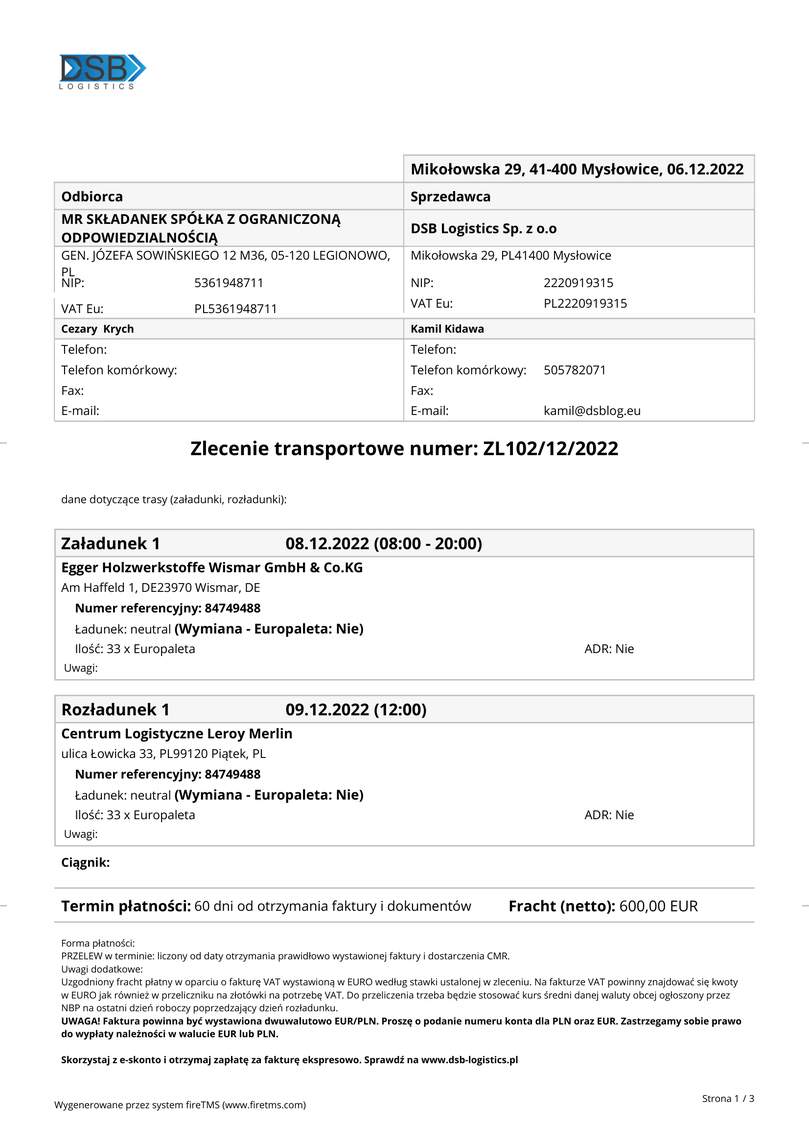 DSB
LOGISTICS
Mikołowska 29, 41-400 Mysłowice, 06.12.2022
Odbiorca
Sprzedawca
MR SKŁADANEK SPÓŁKA Z OGRANICZONĄ
ODPOWIEDZIALNOŚCIĄ
DSB Logistics Sp. z o.o
GEN. JÓZEFA SOWIŃSKIEGO 12 M36, 05-120 LEGIONOWO,
PL
Mikołowska 29, PL41400 Mysłowice
NIP: 5361948711
NIP: 2220919315
VAT Eu: PL5361948711
VAT Eu: PL2220919315
Cezary Krych
Kamil Kidawa
Telefon:
Telefon:
Telefon komórkowy:
Telefon komórkowy: 505782071
Fax:
Fax:
E-mail:
E-mail: kamil@dsblog.eu
Zlecenie transportowe numer: ZL102/12/2022
dane dotyczące trasy (załadunki, rozładunki):
Załadunek 1 08.12.2022 (08:00 - 20:00)
Egger Holzwerkstoffe Wismar GmbH & Co.KG
Am Haffeld 1, DE23970 Wismar, DE
Numer referencyjny: 84749488
Ładunek: neutral (Wymiana - Europaleta: Nie)
Ilość: 33 x Europaleta ADR: Nie
Uwagi:
Rozładunek 1 09.12.2022 (12:00)
Centrum Logistyczne Leroy Merlin
ulica Łowicka 33, PL99120 Piątek, PL
Numer referencyjny: 84749488
Ładunek: neutral (Wymiana - Europaleta: Nie)
Ilość: 33 x Europaleta ADR: Nie
Uwagi:
Ciągnik:
Termin płatności: 60 dni od otrzymania faktury i dokumentów Fracht (netto): 600,00 EUR
Forma płatności:
PRZELEW w terminie: liczony od daty otrzymania prawidłowo wystawionej faktury i dostarczenia CMR.
Uwagi dodatkowe:
Uzgodniony fracht płatny w oparciu o fakturę VAT wystawioną w EURO według stawki ustalonej w zleceniu. Na fakturze VAT powinny znajdować się kwoty
w EURO jak również w przeliczniku na złotówki na potrzebę VAT. Do przeliczenia trzeba będzie stosować kurs średni danej waluty obcej ogłoszony przez
NBP na ostatni dzień roboczy poprzedzający dzień rozładunku.
UWAGA! Faktura powinna być wystawiona dwuwalutowo EUR/PLN. Proszę o podanie numeru konta dla PLN oraz EUR. Zastrzegamy sobie prawo
do wypłaty należności w walucie EUR lub PLN.
Skorzystaj z e-skonto i otrzymaj zapłatę za fakturę ekspresowo. Sprawdź na www.dsb-logistics.pl
Wygenerowane przez system fireTMS (www.firetms.com)
Strona 1 / 3